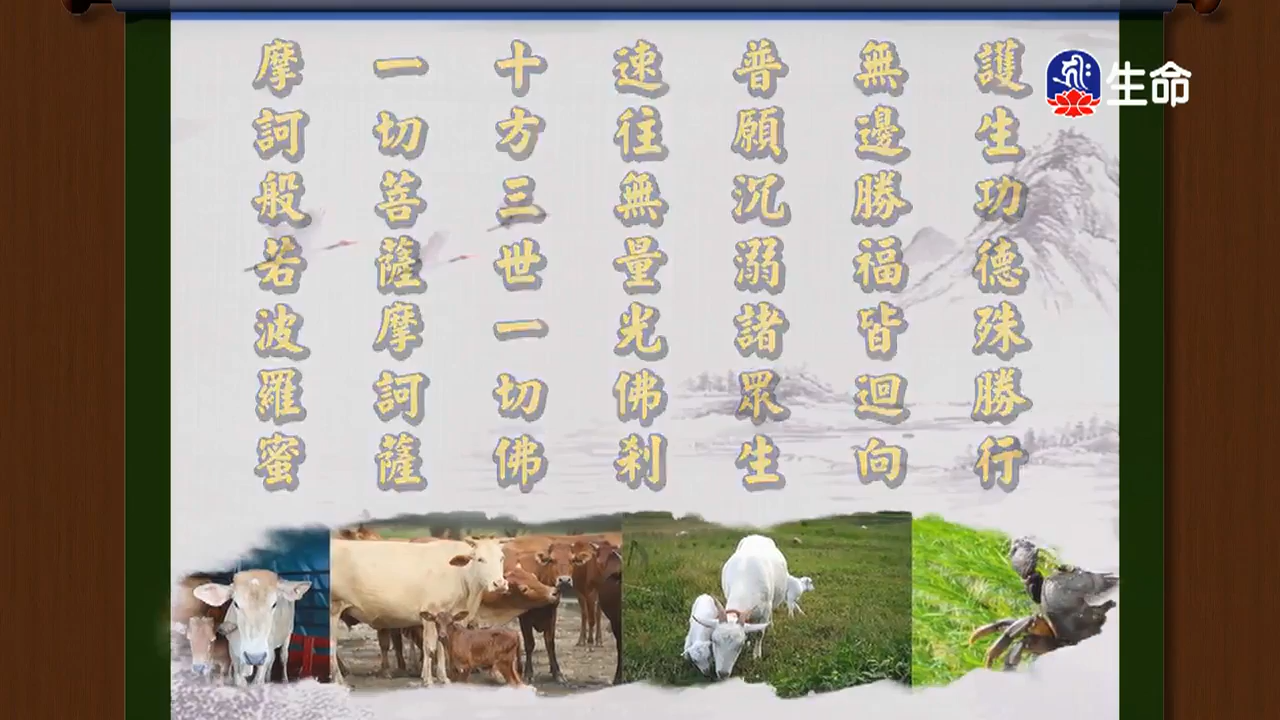 護生功德殊勝行
無邊勝福皆迴向
普願沉溺諸眾生
速往無量光佛剎
十方三世一切佛
一切菩薩摩訶薩
摩訶般若波羅蜜
生命